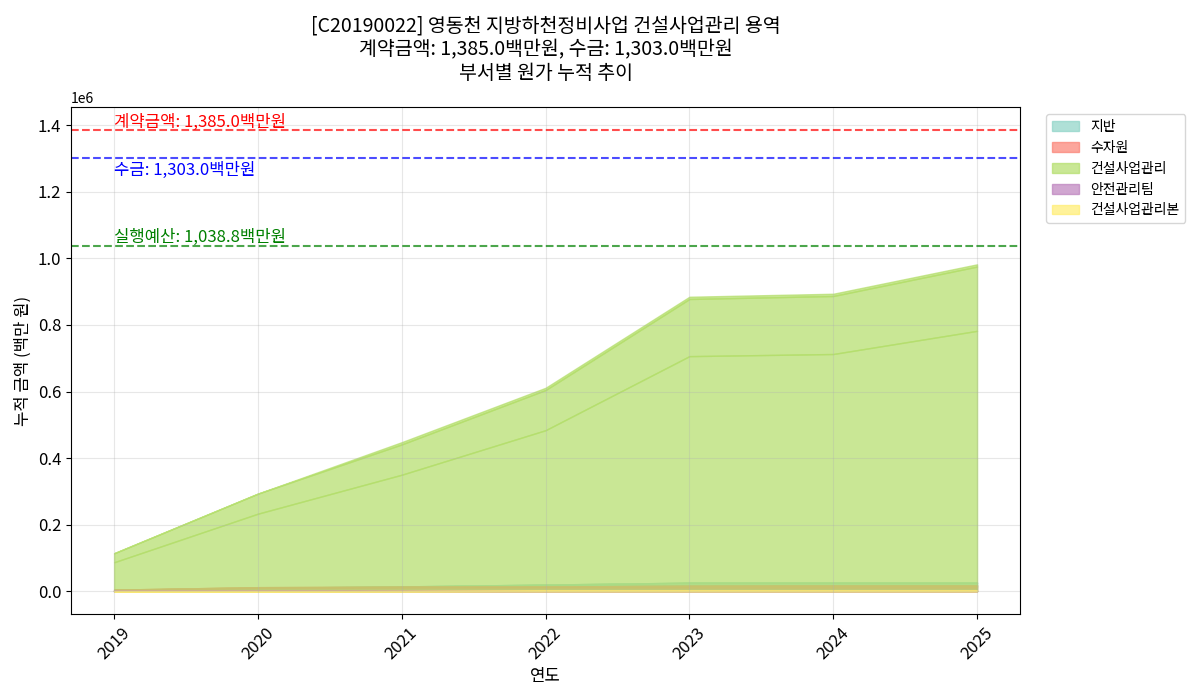 [C20190022] 영동천 지방하천정비사업 건설사업관리 용역
계약금액: 1,385.0백만원, 수금: 1,303.0백만원
부서별 원가 누적 추이
1e6
1.4
1.2
1.0
0.8
0.6
0.4
0.2
0.0
누적 금액 (백만 원)
계약금액: 1,385.0백만원
수금: 1,303.0백만원
실행예산: 1,038.8백만원
2019
2020
2021
2022
2023
2024
2025
연도
지반
수자원
건설사업관리
안전관리팀
건설사업관리본